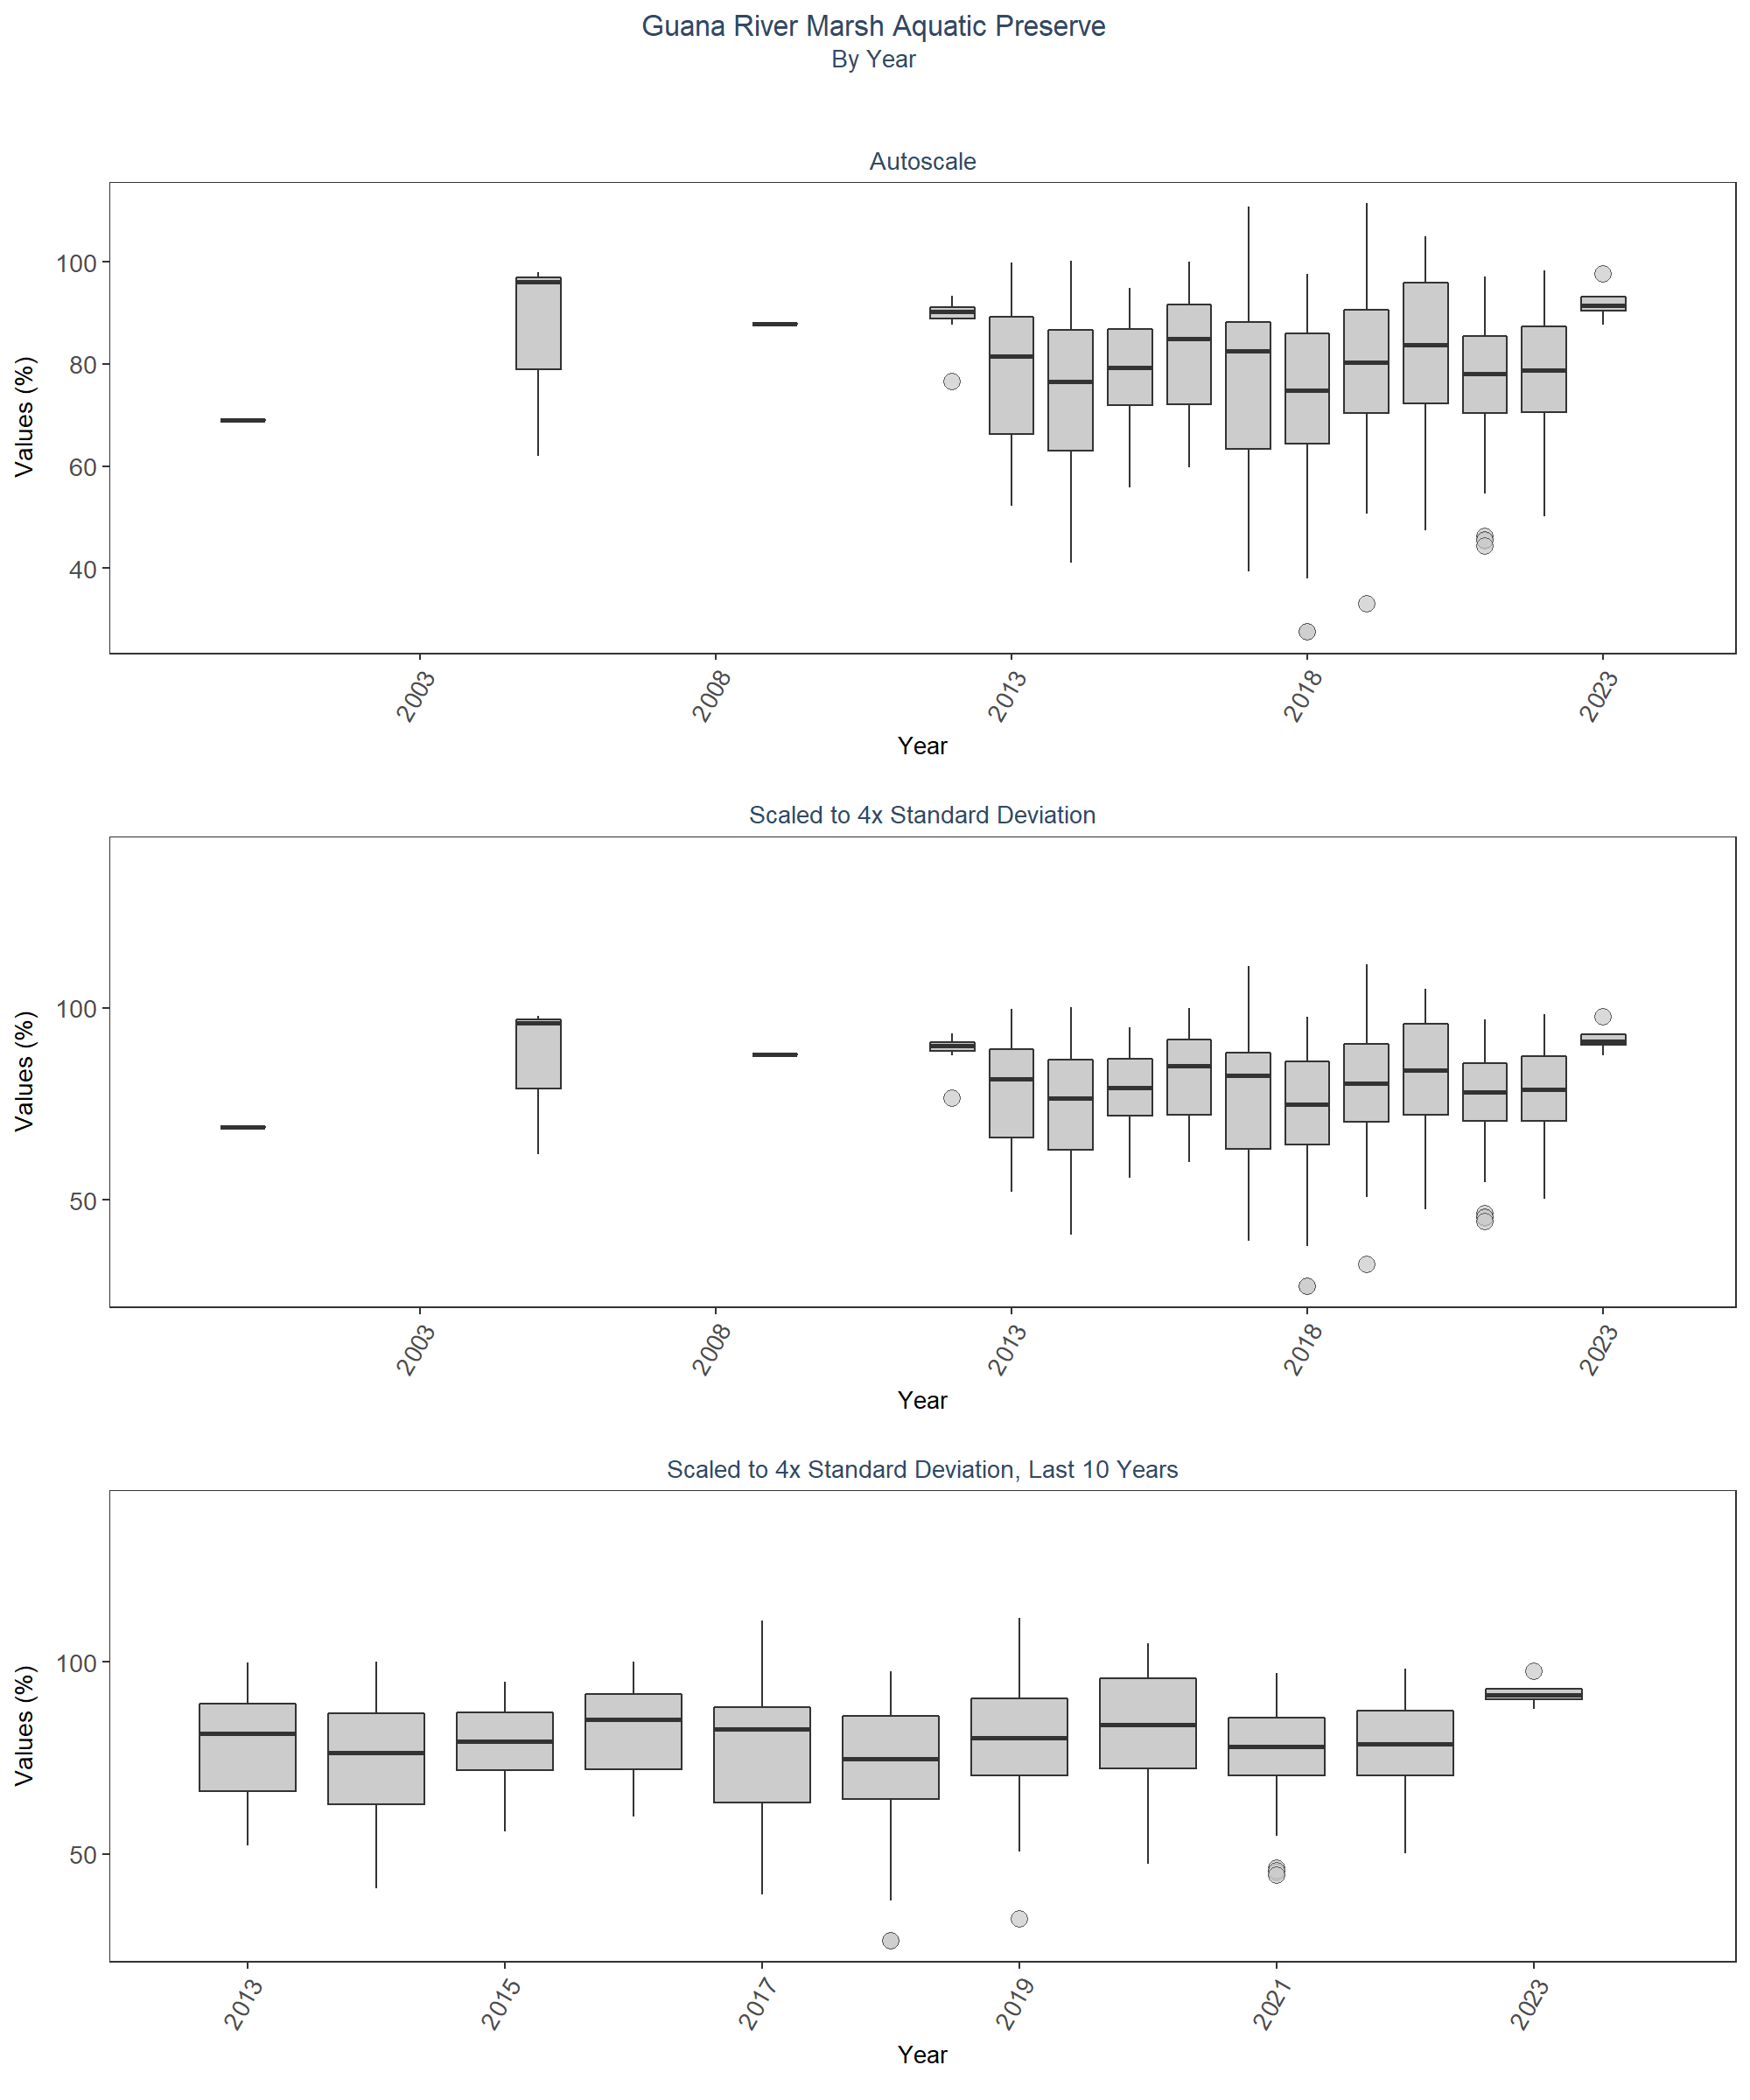 Guana River Marsh Aquatic Preserve
By Year
Autoscale
Values (%)
100
80
60
40
2003
2008
2013
2018
2023
Year
Scaled to 4x Standard Deviation
Values (%)
100
50
2003
2008
2013
2018
2023
Year
Scaled to 4x Standard Deviation, Last 10 Years
Values (%)
100
50
2013
2015
2017
2019
2021
2023
Year